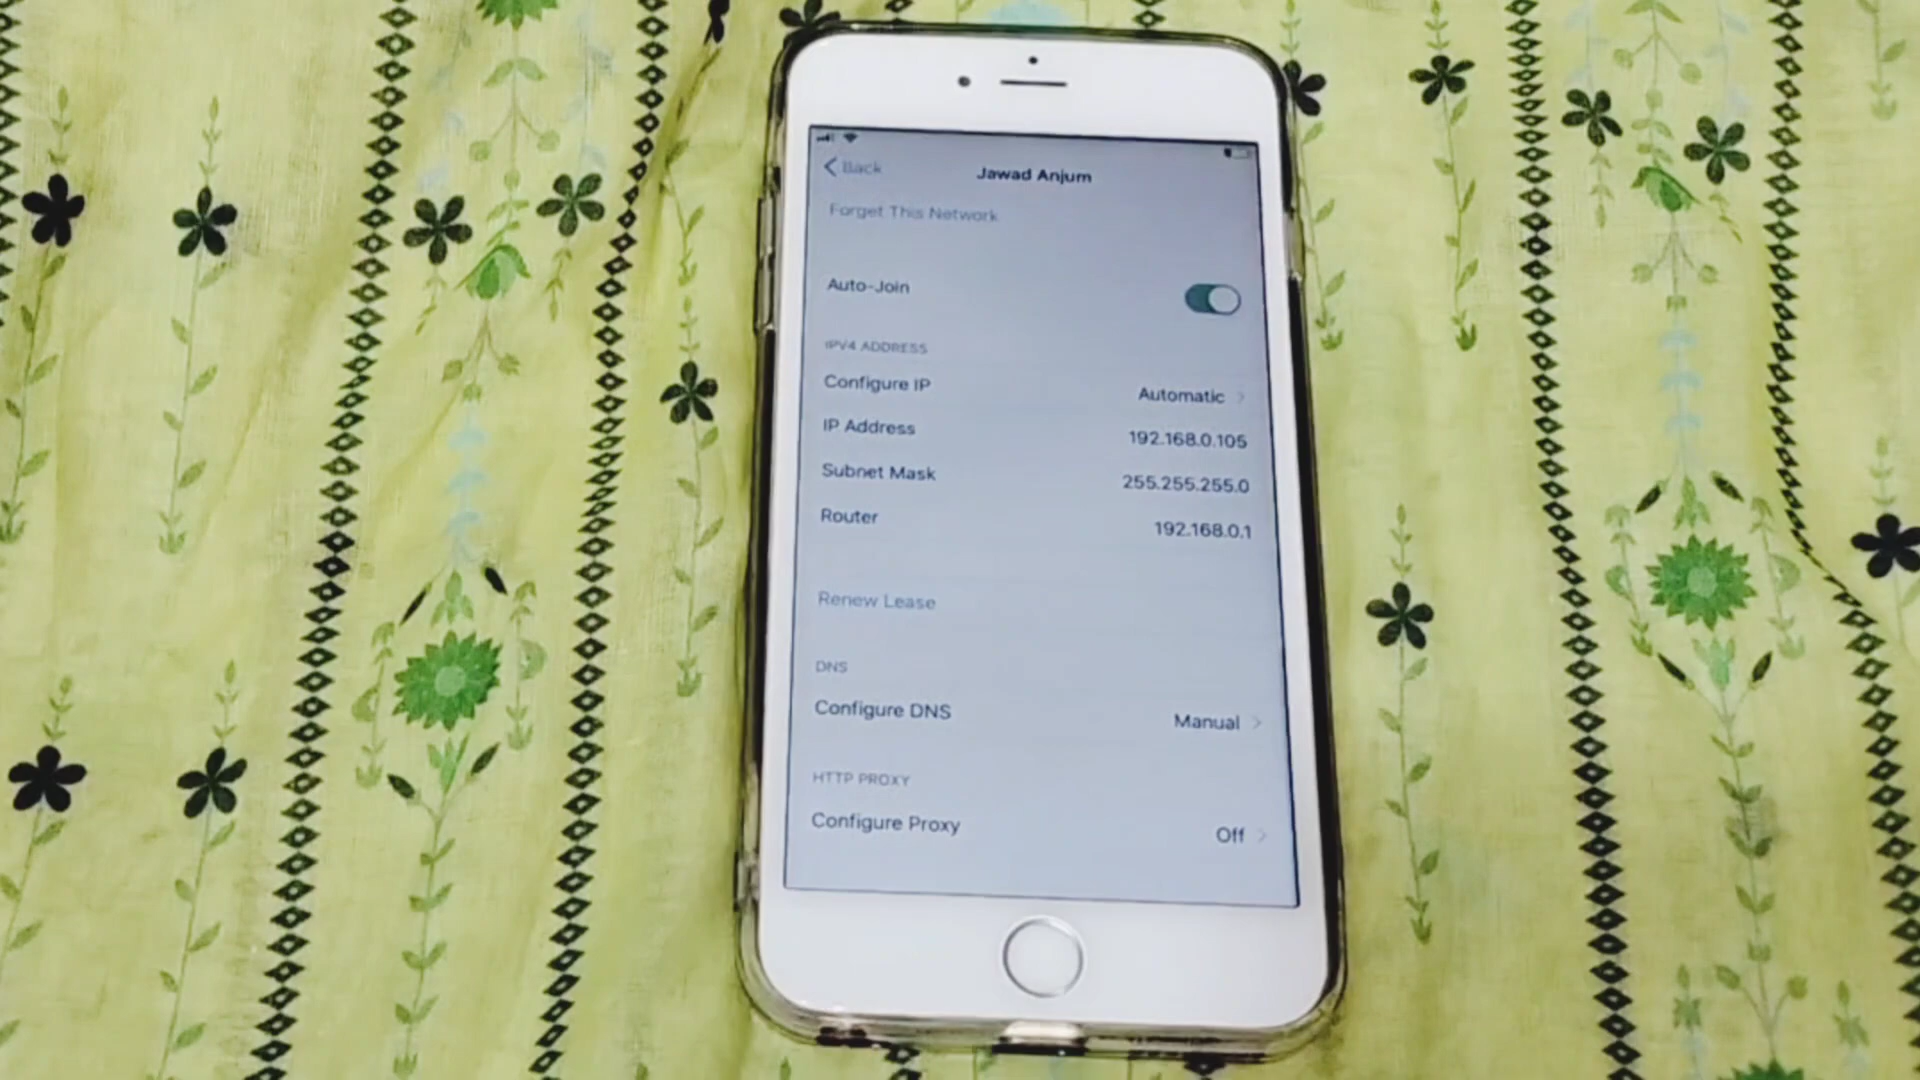 Back
Jawad Anjum
Forget This Network
Auto-Join
IPV4 ADDRESS
Configure IP Automatic
IP Address 192.168.0.105
Subnet Mask 255.255.255.0
Router 192.168.0.1
Renew Lease
DNS
Configure DNS Manual
HTTP PROXY
Configure Proxy Off